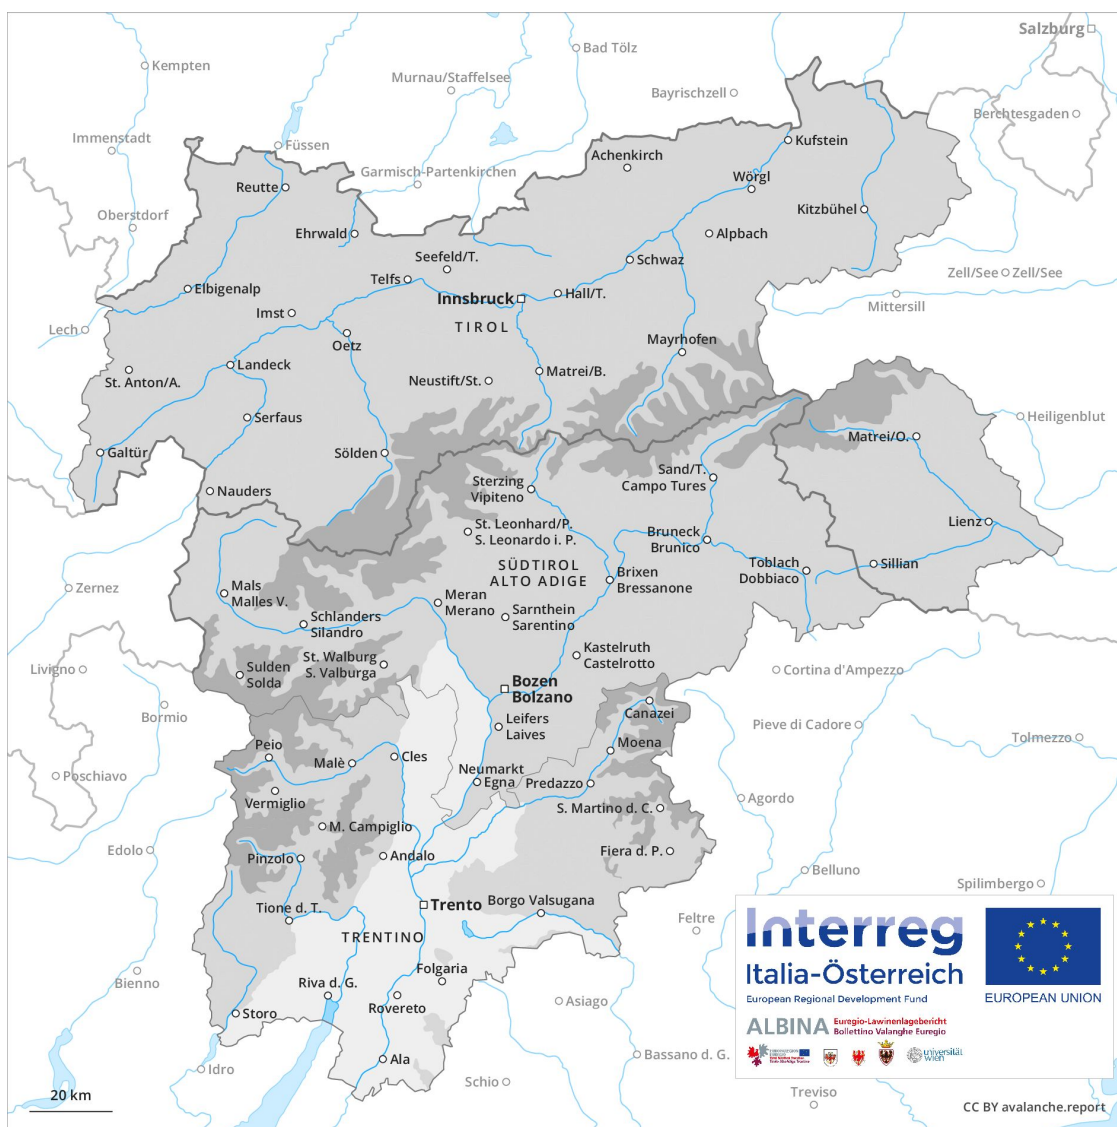 Salzburg
Bad Tölz
Kempten
Murnau/Staffelsee
Bayrischzell
Berchtesgaden
Immenstadt
Füssen
Kufstein
Achenkirch
Garmisch-Partenkirchen
Wörgl
Reutte
Oberstdorf
Kitzbühel
Ehrwald
Alpbach
Seefeld/T.
Schwaz
Zell/See
Zell/See
Telfs
Elbigenalp
Innsbruck
Hall/T.
Mittersill
Imst
TIROL
Lech
Oetz
Mayrhofen
Landeck
Matrei/B.
St. Anton/A.
Neustift/St.
Serfaus
Heiligenblut
Matrei/O.
Galtür
Sölden
Sand/T.
Campo Tures
Sterzing
Vipiteno
Nauders
Lienz
St. Leonhard/P.
S. Leonardo i. P.
Bruneck
Brunico
SÜDTIROL
ALTO ADIGE
Toblach
Dobbiaco
Sillian
Brixen
Bressanone
Zernez
Mals
Malles V.
Meran
Merano
Sarnthein
Sarentino
Schlanders
Silandro
Kastelruth
Castelrotto
Livigno
Sulden
Solda
St. Walburg
S. Valburga
Cortina d'Ampezzo
Bozen
Bolzano
Bormio
Canazei
Leifers
Laives
Pieve di Cadore
Tolmezzo
Peio
Moena
Malè
Cles
Poschiavo
Neumarkt
Egna
Predazzo
Vermiglio
Agordo
S. Martino d. C.
M. Campiglio
Edolo
Pinzolo
Andalo
Fiera d. P.
Belluno
Spilimbergo
Tione d. T.
Trento
Borgo Valsugana
Feltre
TRENTINO
Folgaria
Bienno
Riva d. G.
Rovereto
Asiago
Storo
Ala
Bassano d. G.
Idro
Schio
Treviso
20 km
Interreg
Italia-Österreich
European Regional Development Fund
EUROPEAN UNION
ALBINA
Euregio-Lawinenlagebericht
Bollettino Valanghe Euregio
universität
wien
CC BY avalanche.report